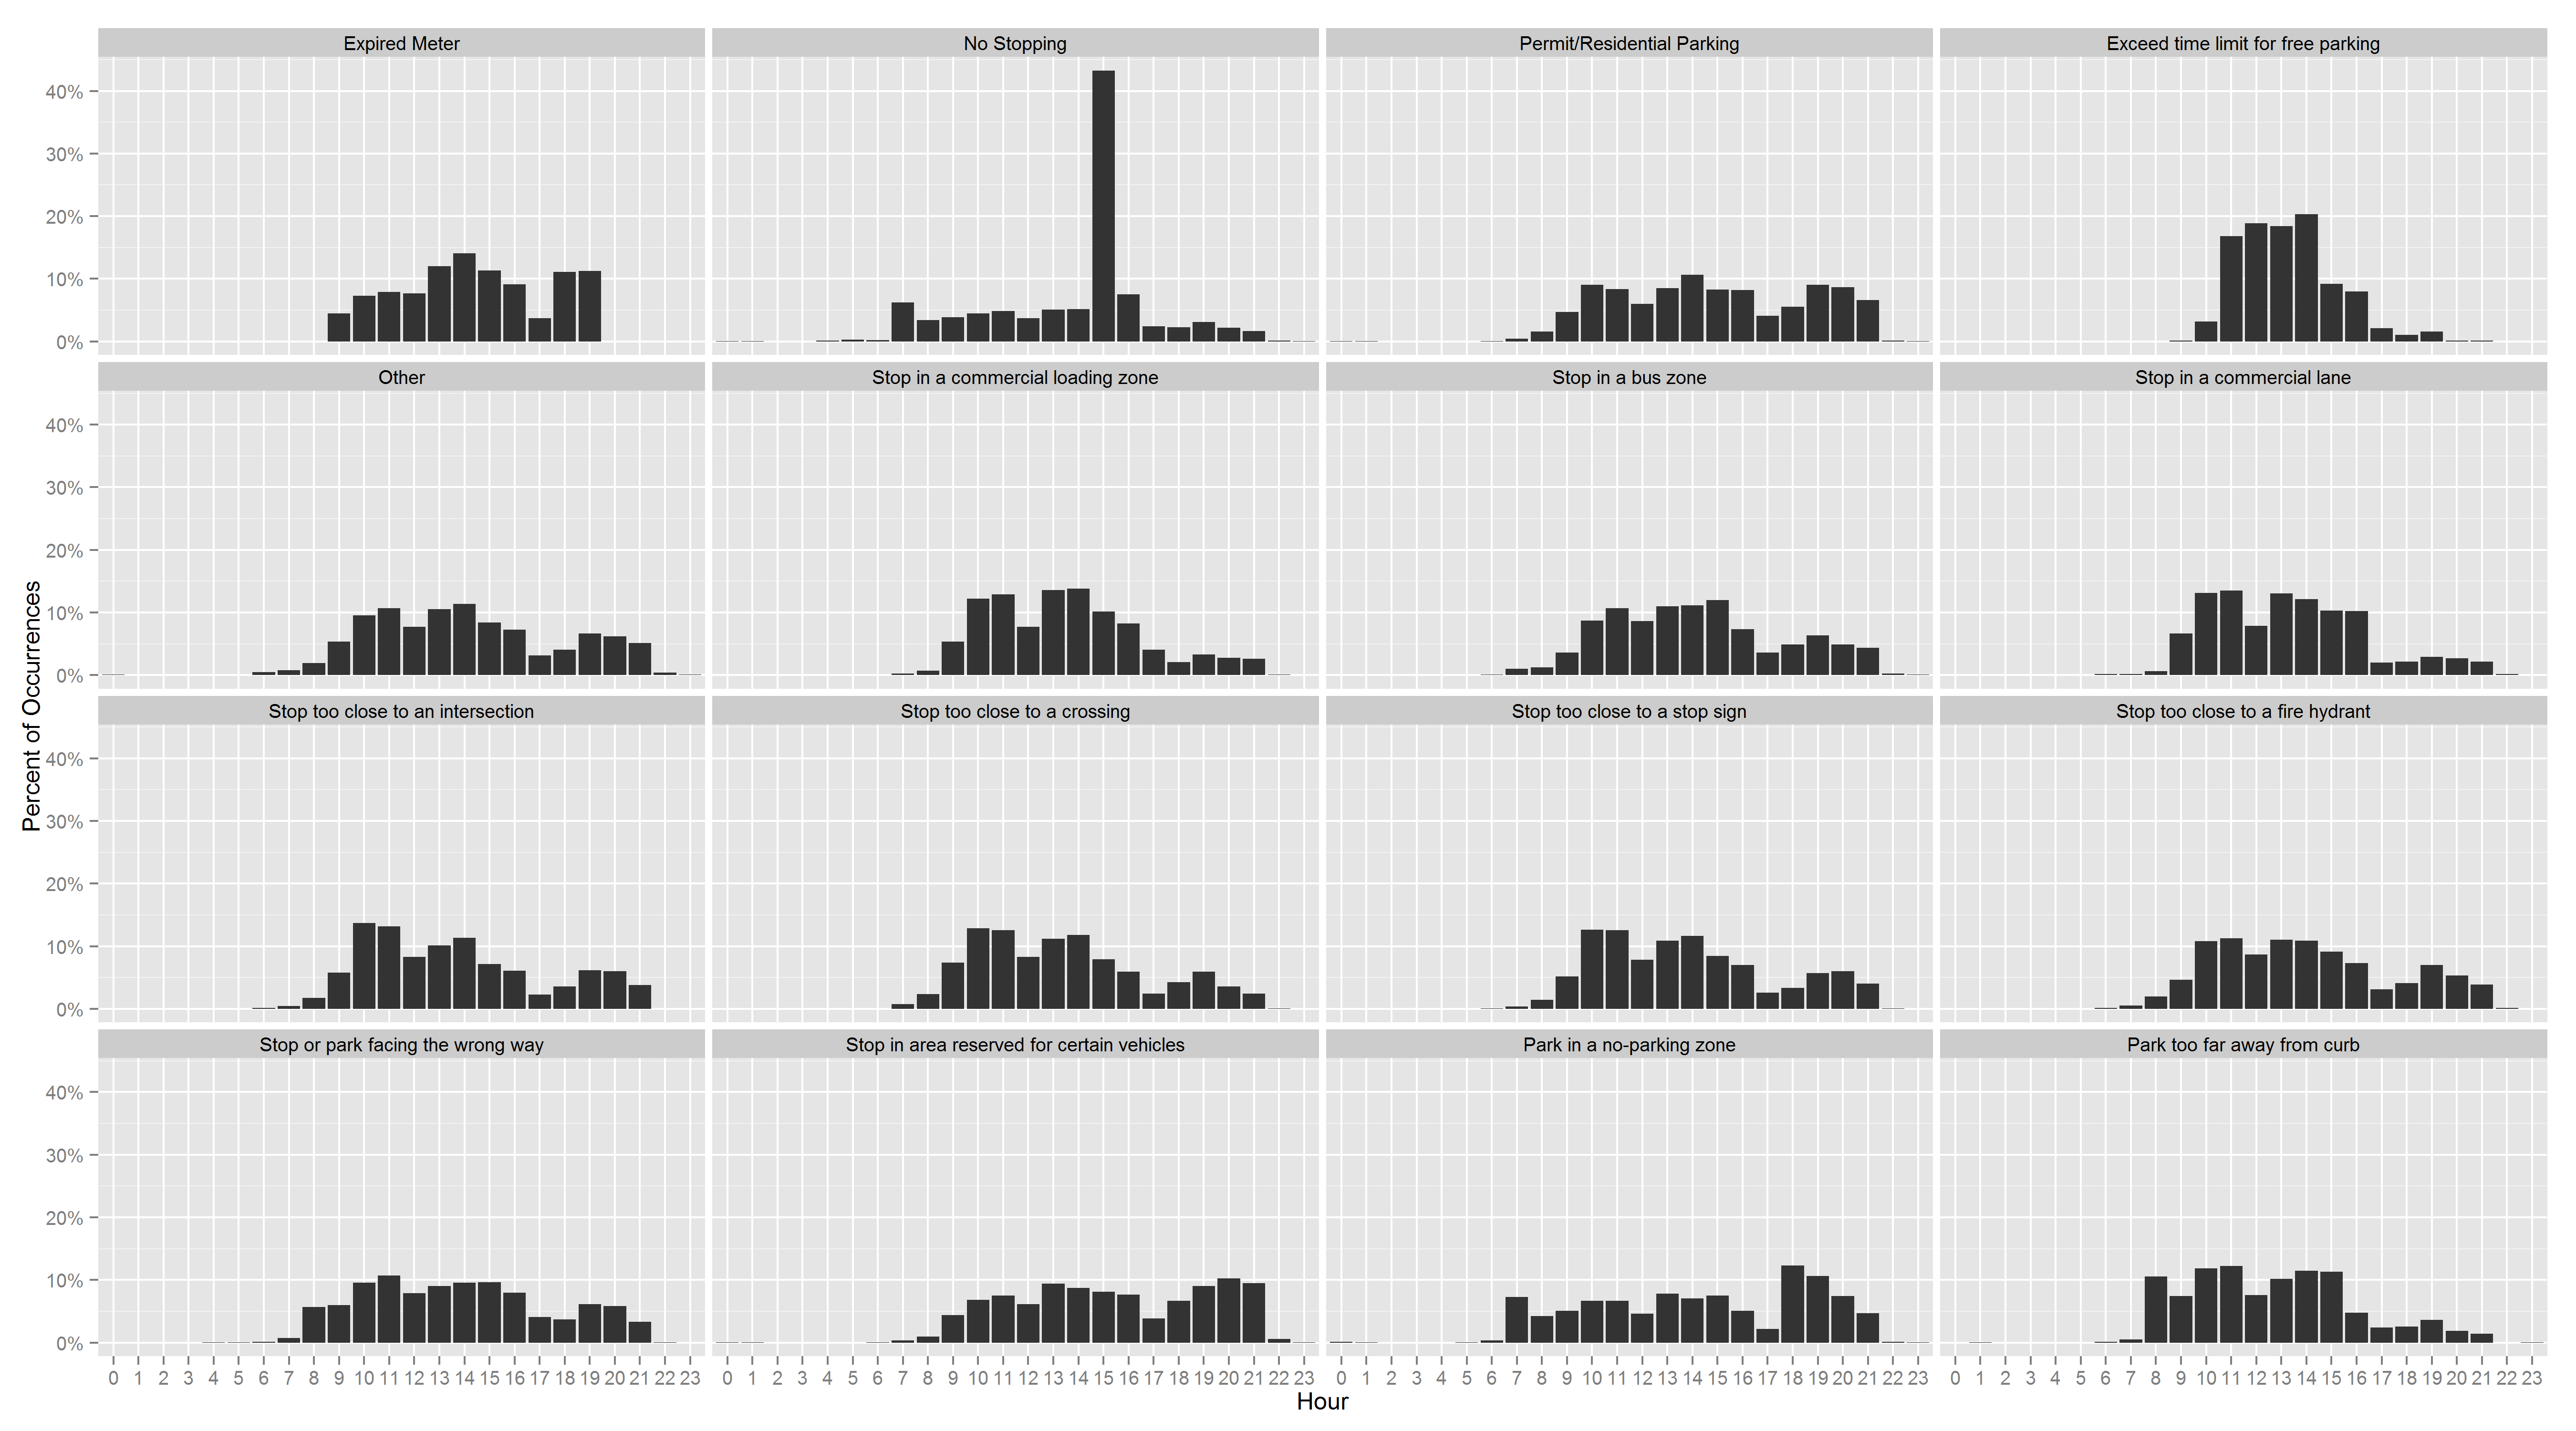 Expired Meter
No Stopping
Permit/Residential Parking
Exceed time limit for free parking
40%
30%
20%
10%
0%
Other
Stop in a commercial loading zone
Stop in a bus zone
Stop in a commercial lane
40%
30%
20%
10%
0%
Percent of Occurrences
Stop too close to an intersection
Stop too close to a crossing
Stop too close to a stop sign
Stop too close to a fire hydrant
40%
30%
20%
10%
0%
Stop or park facing the wrong way
Stop in area reserved for certain vehicles
Park in a no-parking zone
Park too far away from curb
40%
30%
20%
10%
0%
0 1 2 3 4 5 6 7 8 9 10 11 12 13 14 15 16 17 18 19 20 21 22 23
0 1 2 3 4 5 6 7 8 9 10 11 12 13 14 15 16 17 18 19 20 21 22 23
0 1 2 3 4 5 6 7 8 9 10 11 12 13 14 15 16 17 18 19 20 21 22 23
0 1 2 3 4 5 6 7 8 9 10 11 12 13 14 15 16 17 18 19 20 21 22 23
Hour